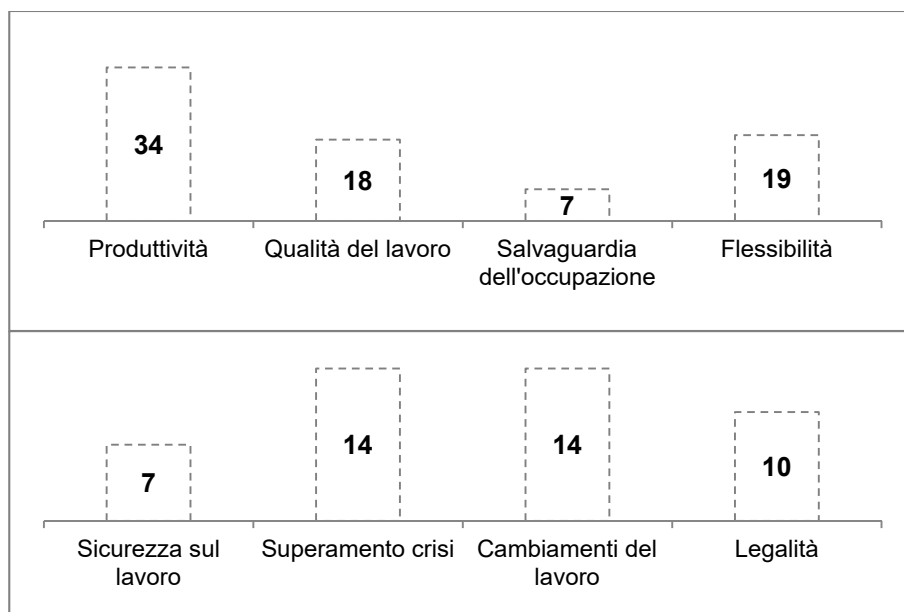 34
18
7
19
Produttività
Qualità del lavoro
Salvaguardia
dell'occupazione
Flessibilità
7
14
14
10
Sicurezza sul
lavoro
Superamento crisi
Cambiamenti del
lavoro
Legalità